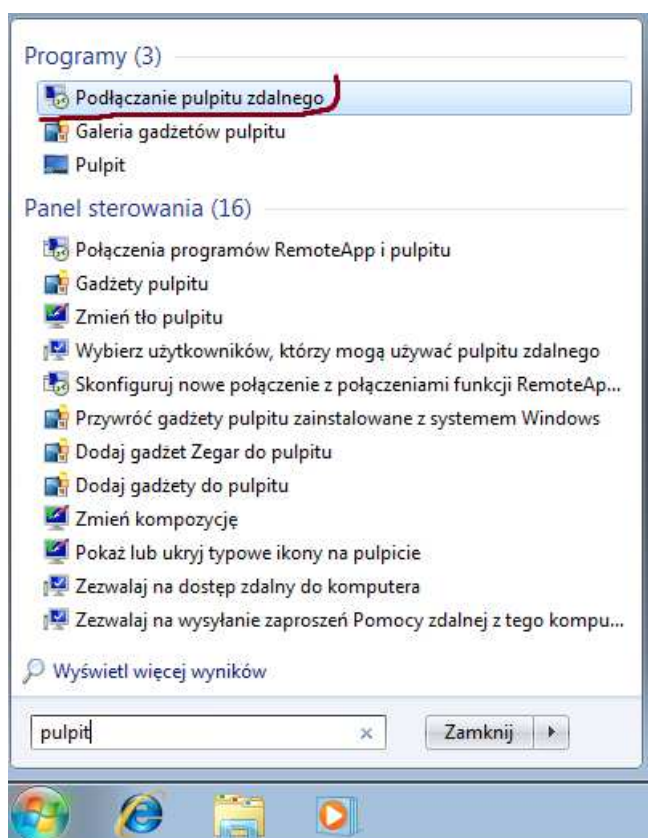 Programy (3)
Podłączanie pulpitu zdalnego
Galeria gadżetów pulpitu
Pulpit
Panel sterowania (16)
Połączenia programów RemoteApp i pulpitu
Gadżety pulpitu
Zmień tło pulpitu
Wybierz użytkowników, którzy mogą używać pulpitu zdalnego
Skonfiguruj nowe połączenie z połączeniami funkcji RemoteAp...
Przywróć gadżety pulpitu zainstalowane z systemem Windows
Dodaj gadżet Zegar do pulpitu
Dodaj gadżety do pulpitu
Zmień kompozycję
Pokaż lub ukryj typowe ikony na pulpicie
Zezwalaj na dostęp zdalny do komputera
Zezwalaj na wysyłanie zaproszeń Pomocy zdalnej z tego kompu...
Wyświetl więcej wyników
pulpit
Zamknij